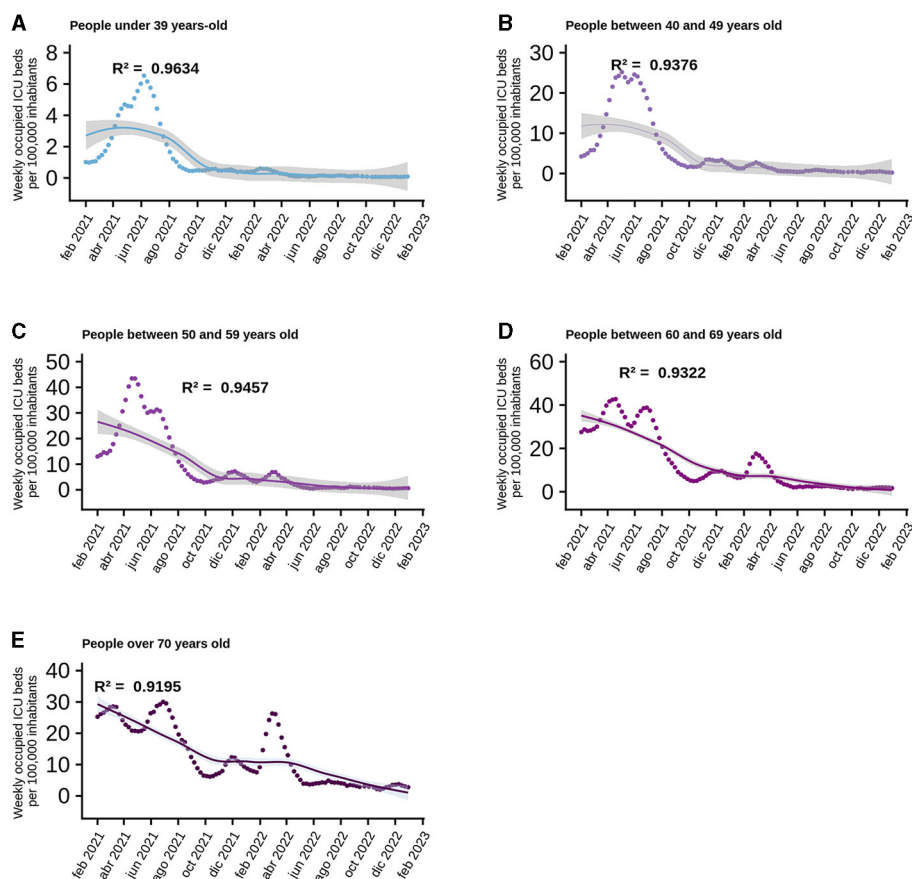 A
People under 39 years-old
Weekly occupied ICU beds
per 100,000 inhabitants
8
6
4
2
0
R² = 0.9634
feb 2021
abr 2021
jun 2021
ago 2021
oct 2021
dic 2021
feb 2022
abr 2022
jun 2022
ago 2022
oct 2022
dic 2022
feb 2023
B
People between 40 and 49 years old
Weekly occupied ICU beds
per 100,000 inhabitants
30
20
10
0
R² = 0.9376
feb 2021
abr 2021
jun 2021
ago 2021
oct 2021
dic 2021
feb 2022
abr 2022
jun 2022
ago 2022
oct 2022
dic 2022
feb 2023
C
People between 50 and 59 years old
Weekly occupied ICU beds
per 100,000 inhabitants
50
40
30
20
10
0
R² = 0.9457
feb 2021
abr 2021
jun 2021
ago 2021
oct 2021
dic 2021
feb 2022
abr 2022
jun 2022
ago 2022
oct 2022
dic 2022
feb 2023
D
People between 60 and 69 years old
Weekly occupied ICU beds
per 100,000 inhabitants
60
40
20
0
R² = 0.9322
feb 2021
abr 2021
jun 2021
ago 2021
oct 2021
dic 2021
feb 2022
abr 2022
jun 2022
ago 2022
oct 2022
dic 2022
feb 2023
E
People over 70 years old
Weekly occupied ICU beds
per 100,000 inhabitants
40
30
20
10
0
R² = 0.9195
feb 2021
abr 2021
jun 2021
ago 2021
oct 2021
dic 2021
feb 2022
abr 2022
jun 2022
ago 2022
oct 2022
dic 2022
feb 2023